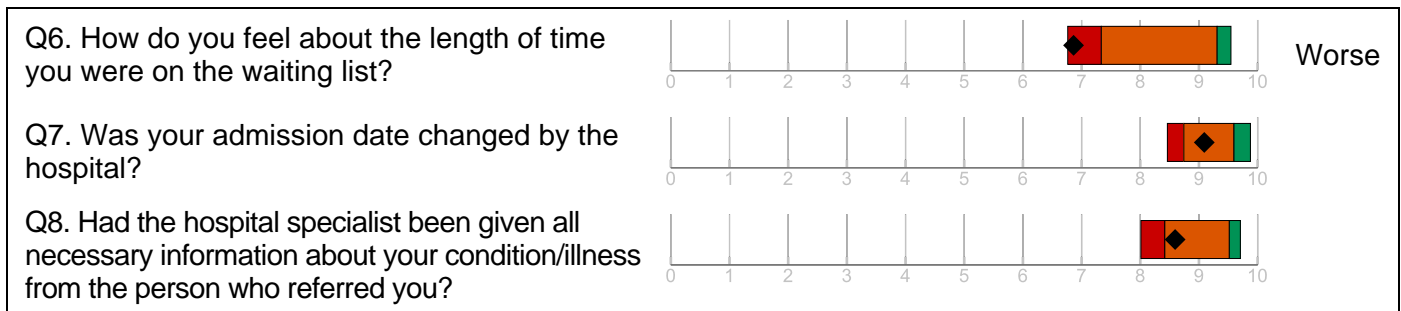 Q6. How do you feel about the length of time
you were on the waiting list?
Worse
0 1 2 3 4 5 6 7 8 9 10
Q7. Was your admission date changed by the
hospital?
0 1 2 3 4 5 6 7 8 9 10
Q8. Had the hospital specialist been given all
necessary information about your condition/illness
from the person who referred you?
0 1 2 3 4 5 6 7 8 9 10